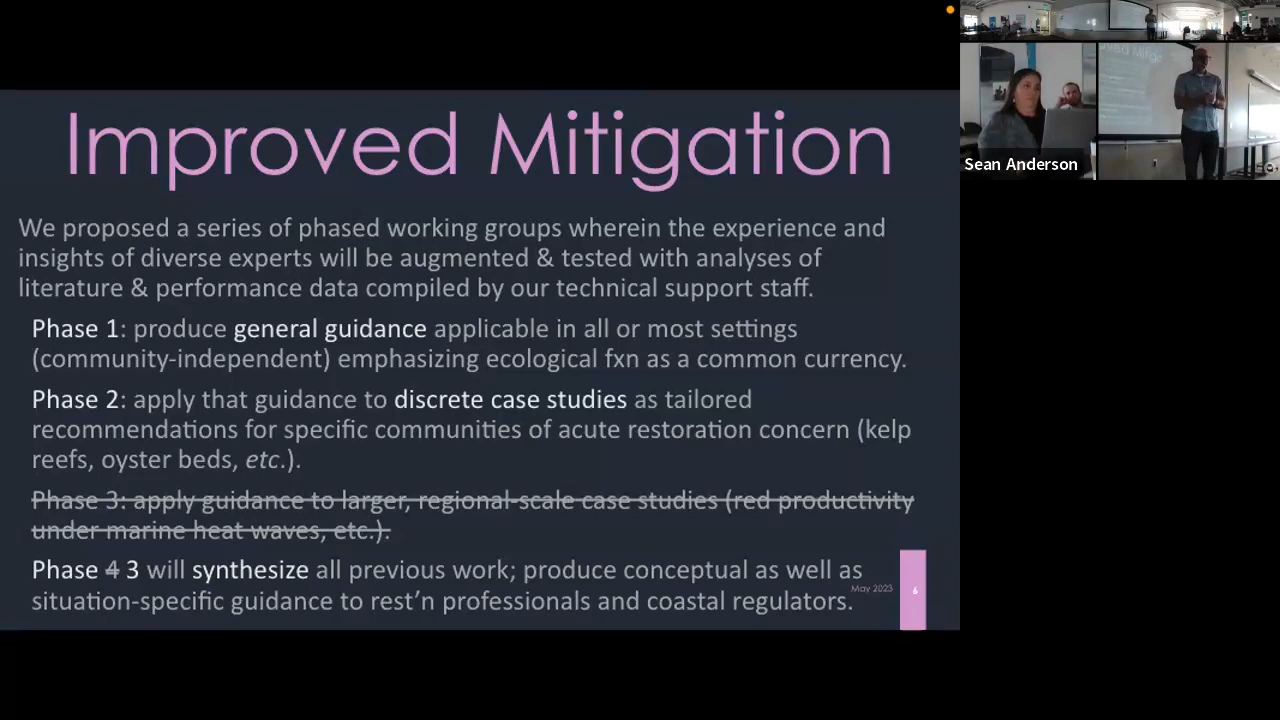 Improved Mitigation
We proposed a series of phased working groups wherein the experience and
insights of diverse experts will be augmented & tested with analyses of
literature & performance data compiled by our technical support staff.
Phase 1: produce general guidance applicable in all or most settings
(community-independent) emphasizing ecological fxn as a common currency.
Phase 2: apply that guidance to discrete case studies as tailored
recommendations for specific communities of acute restoration concern (kelp
reefs, oyster beds, etc.).
Phase 3: apply guidance to larger, regional-scale case studies (red productivity
under marine heat waves, etc.).
Phase 4 3 will synthesize all previous work; produce conceptual as well as
situation-specific guidance to rest’n professionals and coastal regulators.
May 2023
6
Sean Anderson